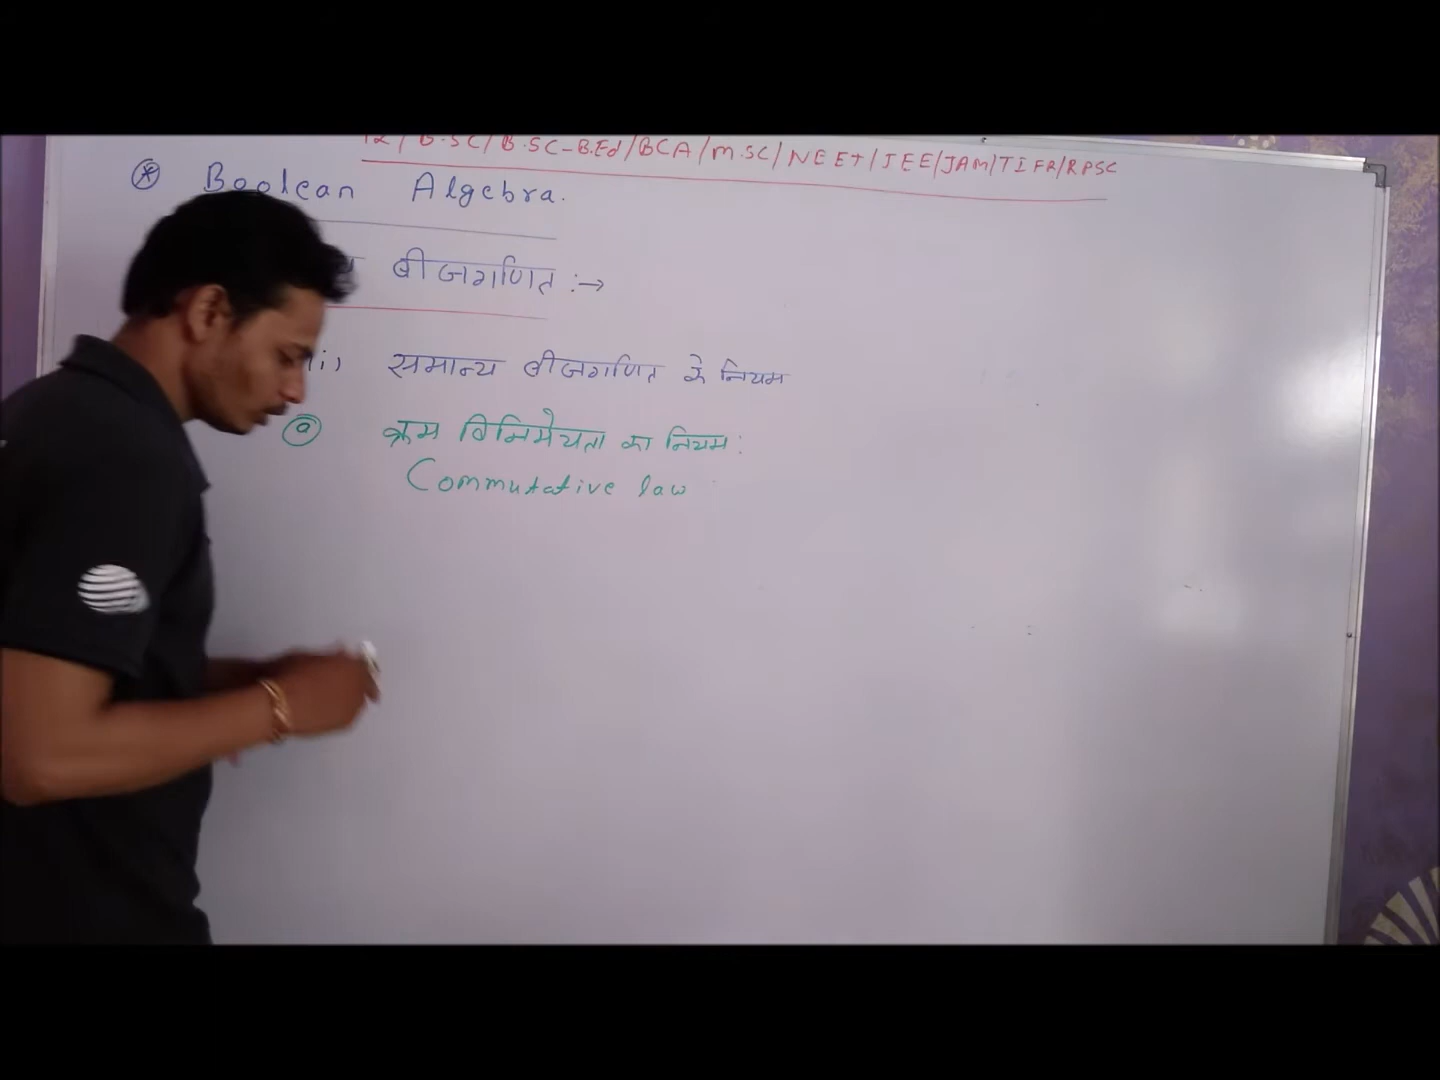 12/B.SC/B.SC-B.Ed/BCA/M.SC/NEET/JEE/JAM/TIFR/RPSC
Boolean Algebra.
बीजगणित :→
i) समान्य बीजगणित के नियम
a क्रम विनिमेयता का नियम:
Commutative law